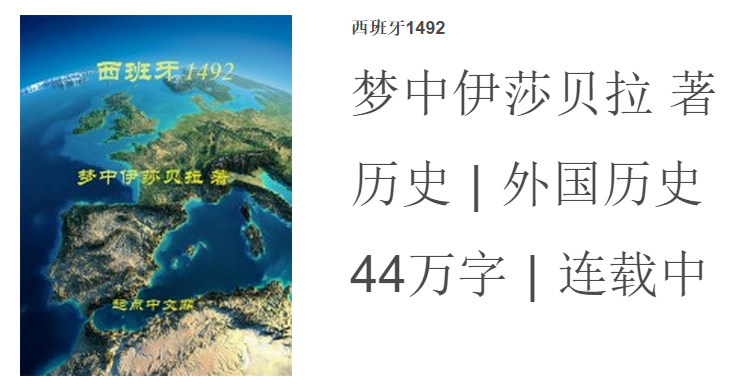 西班牙1492
梦中伊莎贝拉 著
起点中文网
西班牙1492
梦中伊莎贝拉 著
历史 | 外国历史
44万字 | 连载中